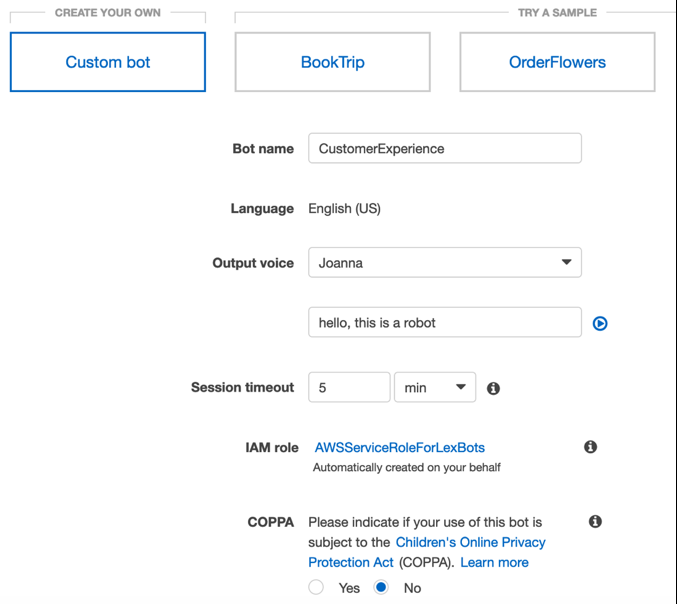 CREATE YOUR OWN
TRY A SAMPLE
Custom bot
BookTrip
OrderFlowers
Bot name
CustomerExperience
Language
English (US)
Output voice
Joanna
hello, this is a robot
Session timeout
5
min
IAM role
AWSServiceRoleForLexBots
Automatically created on your behalf
COPPA
Please indicate if your use of this bot is
subject to the Children's Online Privacy
Protection Act (COPPA). Learn more
Yes
No